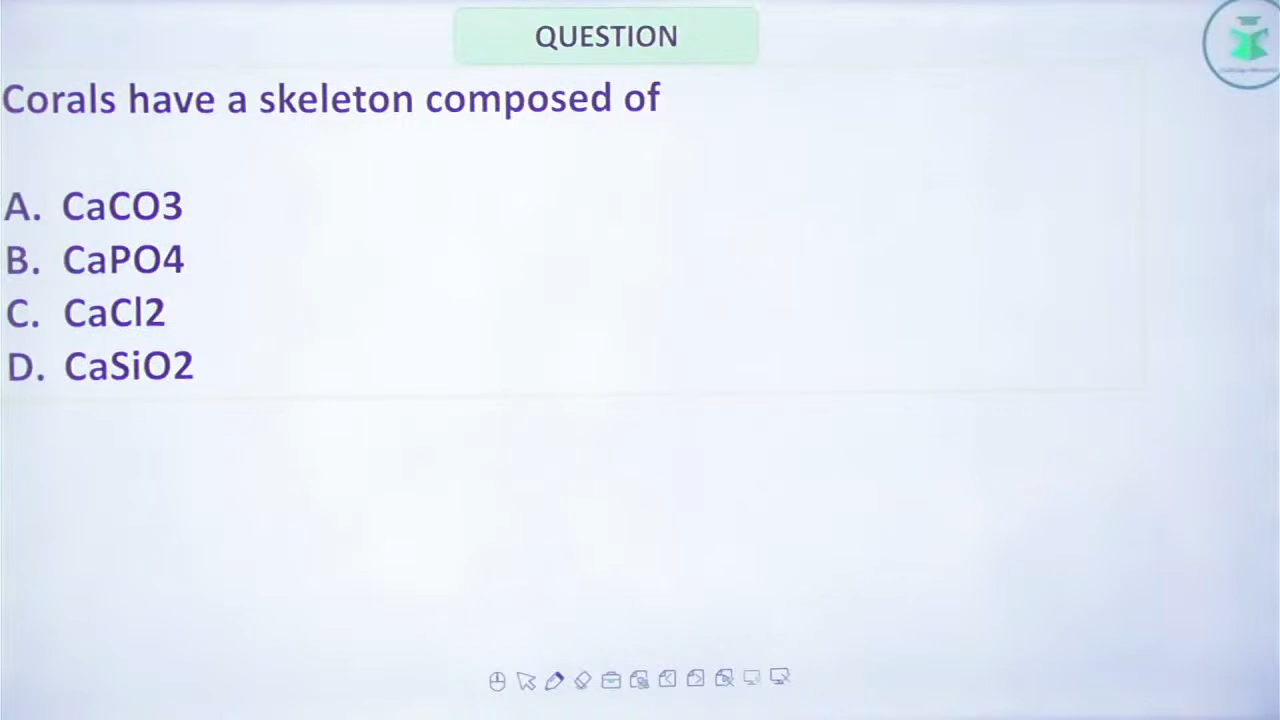 QUESTION
Corals have a skeleton composed of
A. CaCO3
B. CaPO4
C. CaCl2
D. CaSiO2